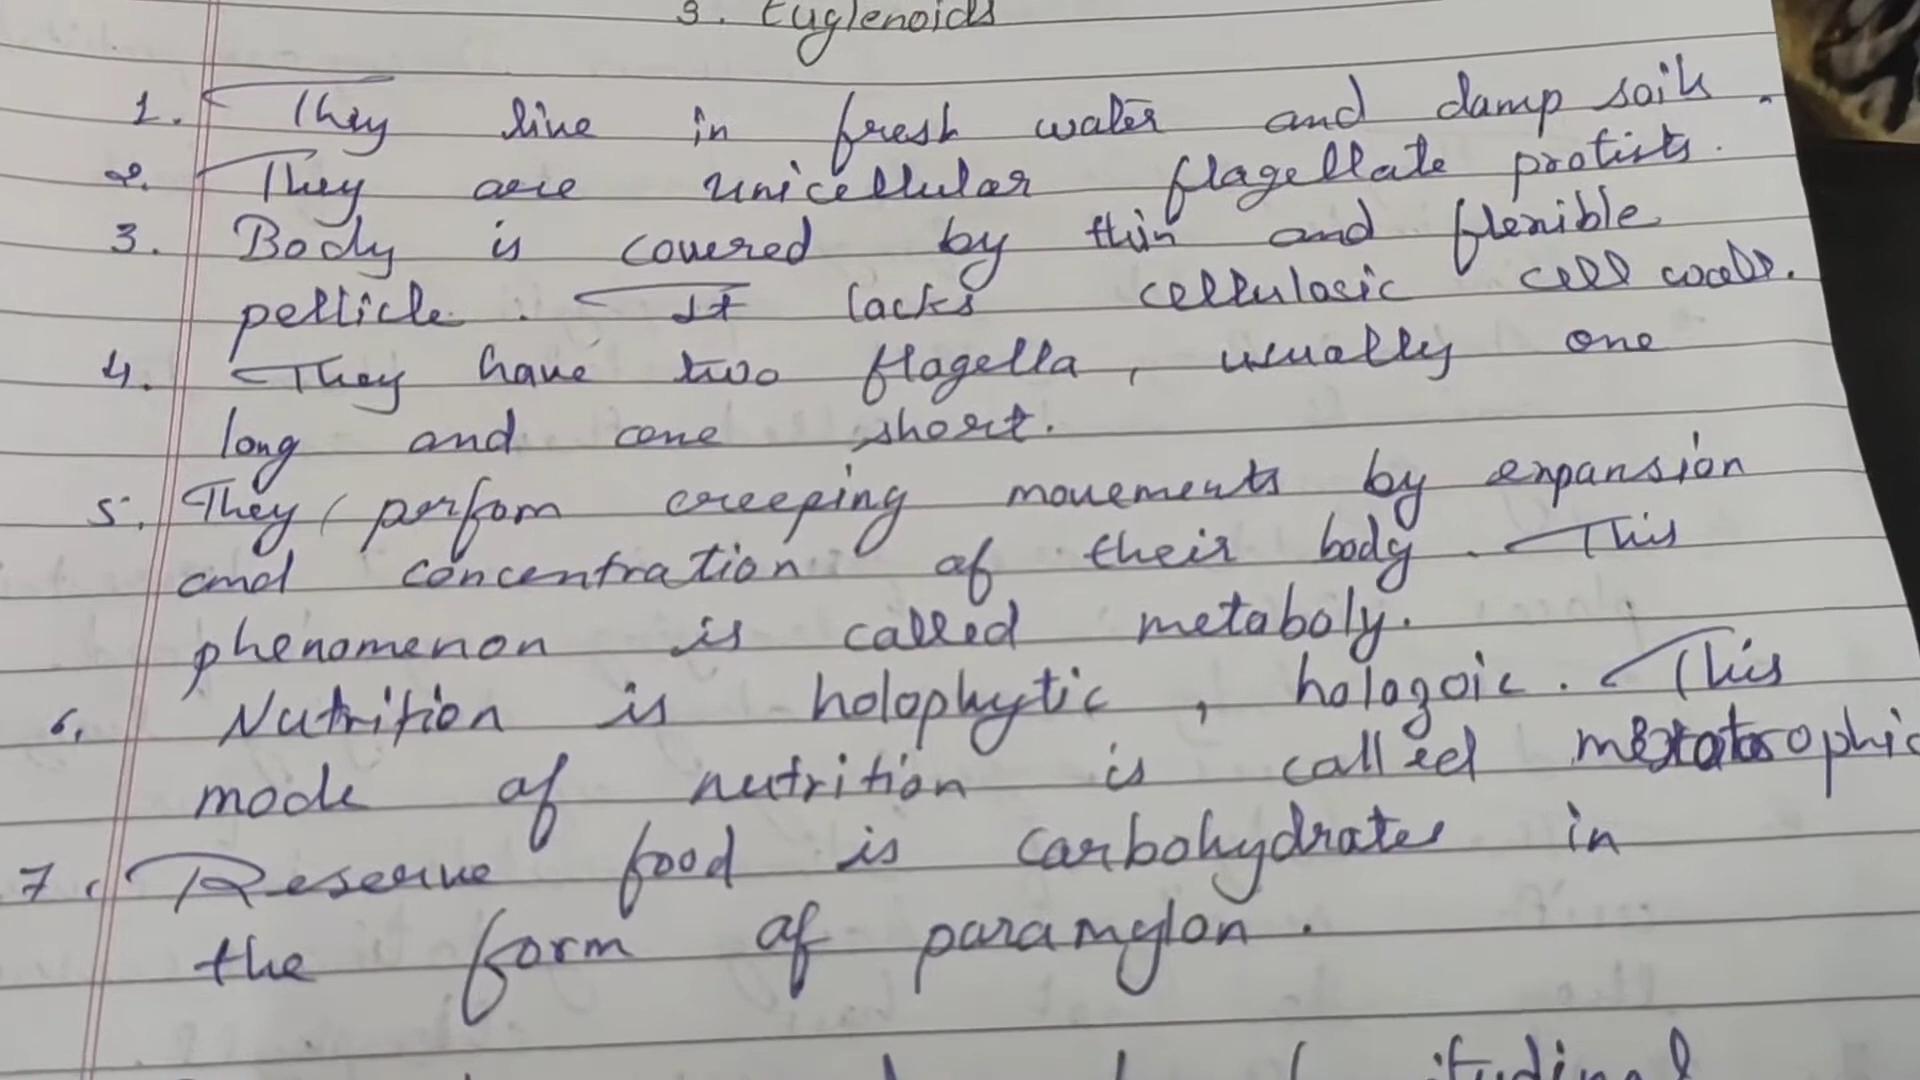 3. Euglenoids
1. They live in fresh water and damp soils.
2. They are unicellular flagellate protists.
3. Body is covered by thin and flexible
pellicle. It lacks cellulosic cell walls.
4. They have two flagella, usually one
long and one short.
5. They perfom creeping movements by expansion
and concentration of their body. This
phenomenon is called metaboly.
6. Nutrition is holophytic, holozoic. This
mode of nutrition is called
7. Reserve food is carbohydrates in
the form of paramylon.